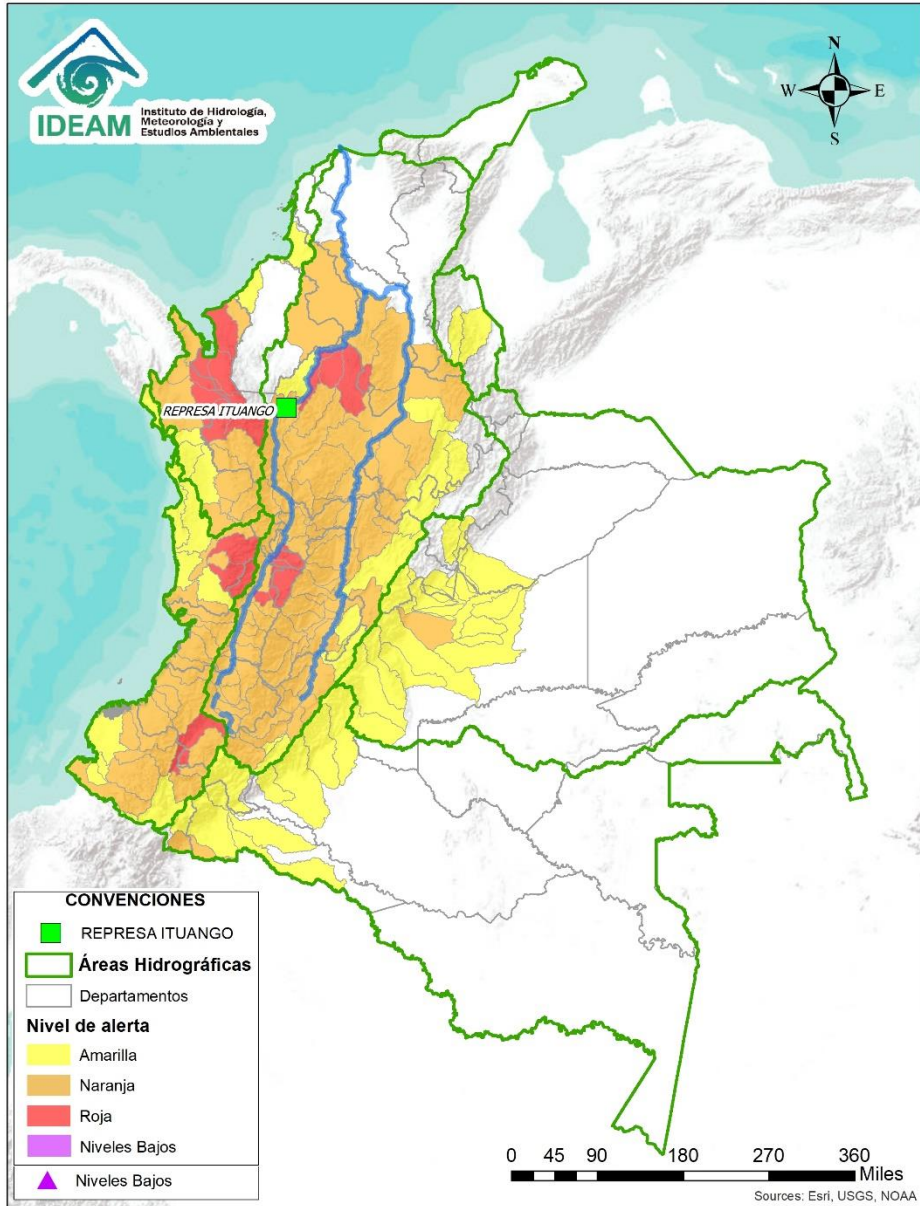 IDEAM
Instituto de Hidrología,
Meteorología y
Estudios Ambientales
N
W
E
S
REPRESA ITUANGO
CONVENCIONES
REPRESA ITUANGO
Áreas Hidrográficas
Departamentos
Nivel de alerta
Amarilla
Naranja
Roja
Niveles Bajos
Niveles Bajos
0 45 90 180 270 360
Miles
Sources: Esri, USGS, NOAA